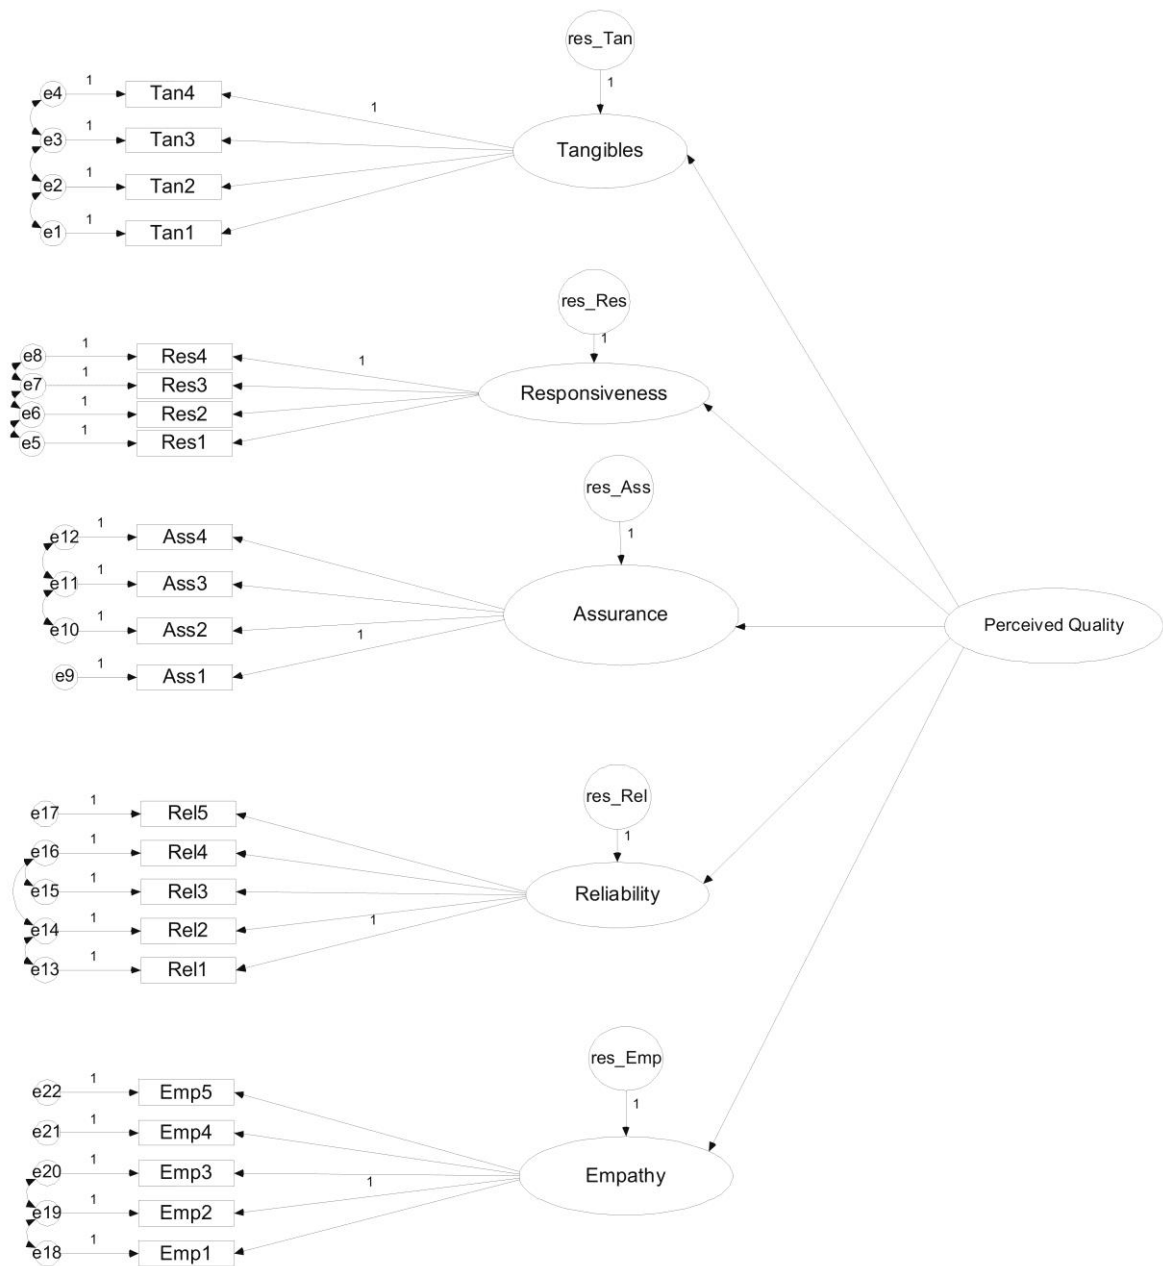 res_Tan
1
e4 1 Tan4
1
e3 1 Tan3
Tangibles
e2 1 Tan2
e1 1 Tan1
res_Res
1
e8 1 Res4
1
e7 1 Res3
Responsiveness
e6 1 Res2
e5 1 Res1
res_Ass
1
e12 1 Ass4
e11 1 Ass3
Assurance
Perceived Quality
e10 1 Ass2
1
e9 1 Ass1
res_Rel
1
e17 1 Rel5
e16 1 Rel4
e15 1 Rel3
Reliability
e14 1 Rel2
1
e13 1 Rel1
res_Emp
1
e22 1 Emp5
e21 1 Emp4
e20 1 Emp3
Empathy
1
e19 1 Emp2
e18 1 Emp1